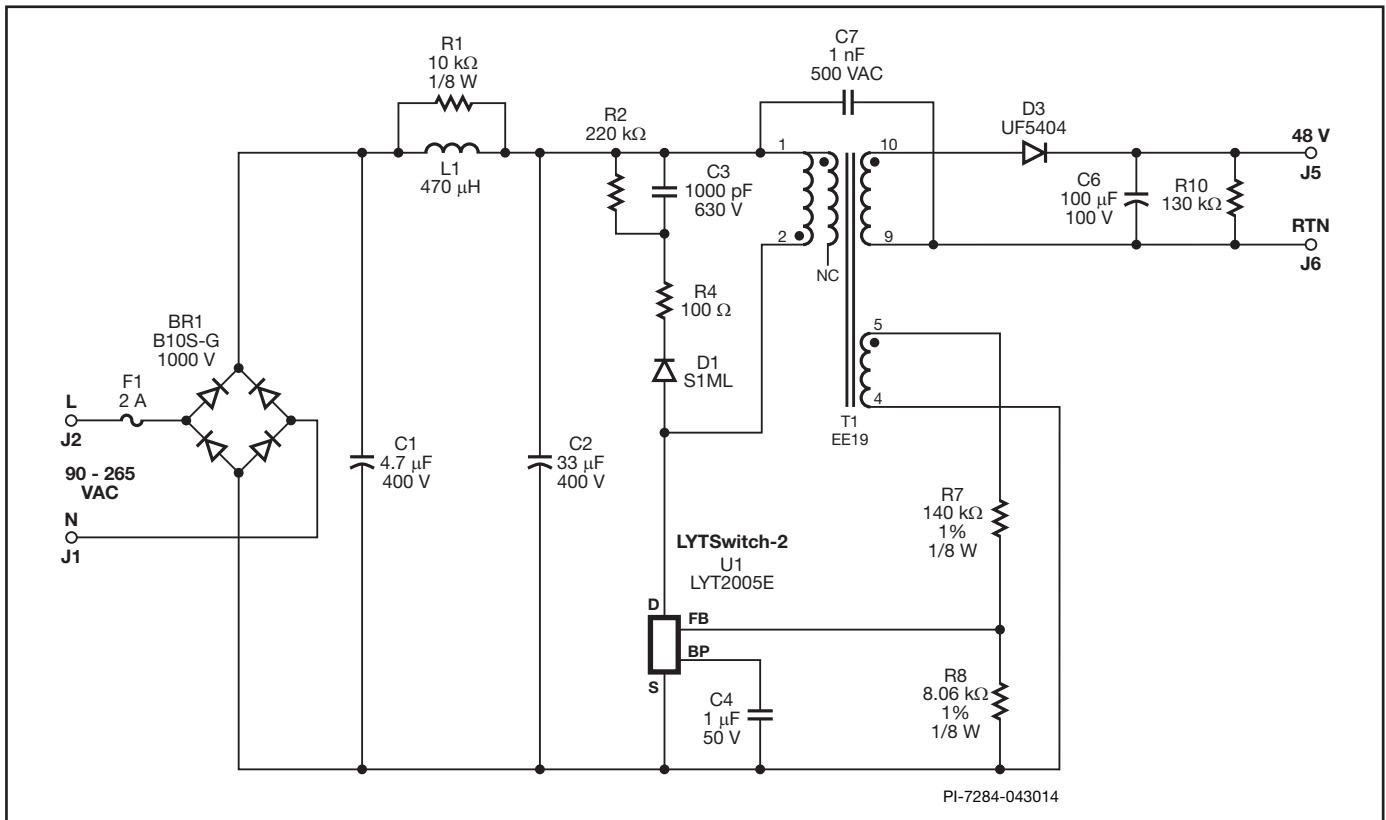 R1
10 kΩ
1/8 W
L1
470 μH
R2
220 kΩ
C3
1000 pF
630 V
C7
1 nF
500 VAC
D3
UF5404
48 V
J5
1
10
2
9
NC
C6
100 μF
100 V
R10
130 kΩ
RTN
J6
R4
100 Ω
D1
S1ML
5
4
T1
EE19
BR1
B10S-G
1000 V
F1
2 A
L
J2
90 - 265
VAC
N
J1
C1
4.7 μF
400 V
C2
33 μF
400 V
LYTSwitch-2
U1
LYT2005E
D
FB
BP
S
C4
1 μF
50 V
R7
140 kΩ
1%
1/8 W
R8
8.06 kΩ
1%
1/8 W
PI-7284-043014